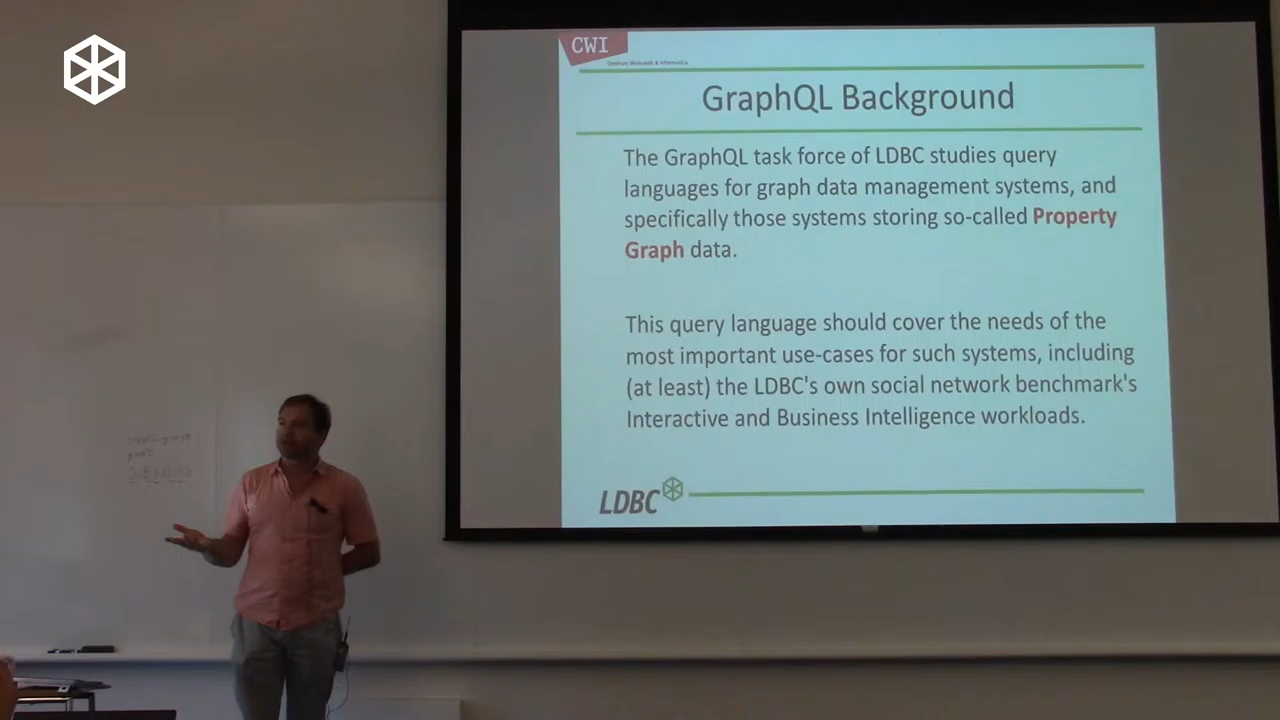 CWI
Centrum Wiskunde & Informatica
GraphQL Background
The GraphQL task force of LDBC studies query
languages for graph data management systems, and
specifically those systems storing so-called Property
Graph data.
This query language should cover the needs of the
most important use-cases for such systems, including
(at least) the LDBC's own social network benchmark's
Interactive and Business Intelligence workloads.
LDBC